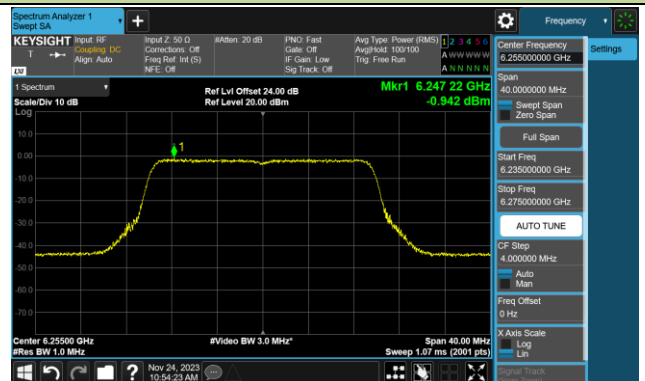 Spectrum Analyzer 1
Swept SA
+
Frequency
KEYSIGHT
Input: RF
Coupling: DC
Align: Auto
Input Z: 50 Ω
Corrections: Off
Freq Ref: Int (S)
NFE: Off
#Atten: 20 dB
PNO: Fast
Gate: Off
IF Gain: Low
Sig Track: Off
Avg Type: Power (RMS)
Avg|Hold: 100/100
Trig: Free Run
1 2 3 4 5 6
A W W W W W
A N N N N N
LXI
T
1 Spectrum
Scale/Div 10 dB
Log
Ref Lvl Offset 24.00 dB
Ref Level 20.00 dBm
Mkr1 6.247 22 GHz
-0.942 dBm
10.0
0.00
-10.0
-20.0
-30.0
-40.0
-50.0
-60.0
-70.0
1
Center 6.25500 GHz
#Res BW 1.0 MHz
#Video BW 3.0 MHz*
Span 40.00 MHz
Sweep 1.07 ms (2001 pts)
Nov 24, 2023
10:54:23 AM
?
Center Frequency
6.255000000 GHz
Span
40.0000000 MHz
Swept Span
Zero Span
Full Span
Start Freq
6.235000000 GHz
Stop Freq
6.275000000 GHz
AUTO TUNE
CF Step
4.000000 MHz
Auto
Man
Freq Offset
0 Hz
X Axis Scale
Log
Lin
Signal Track
Settings